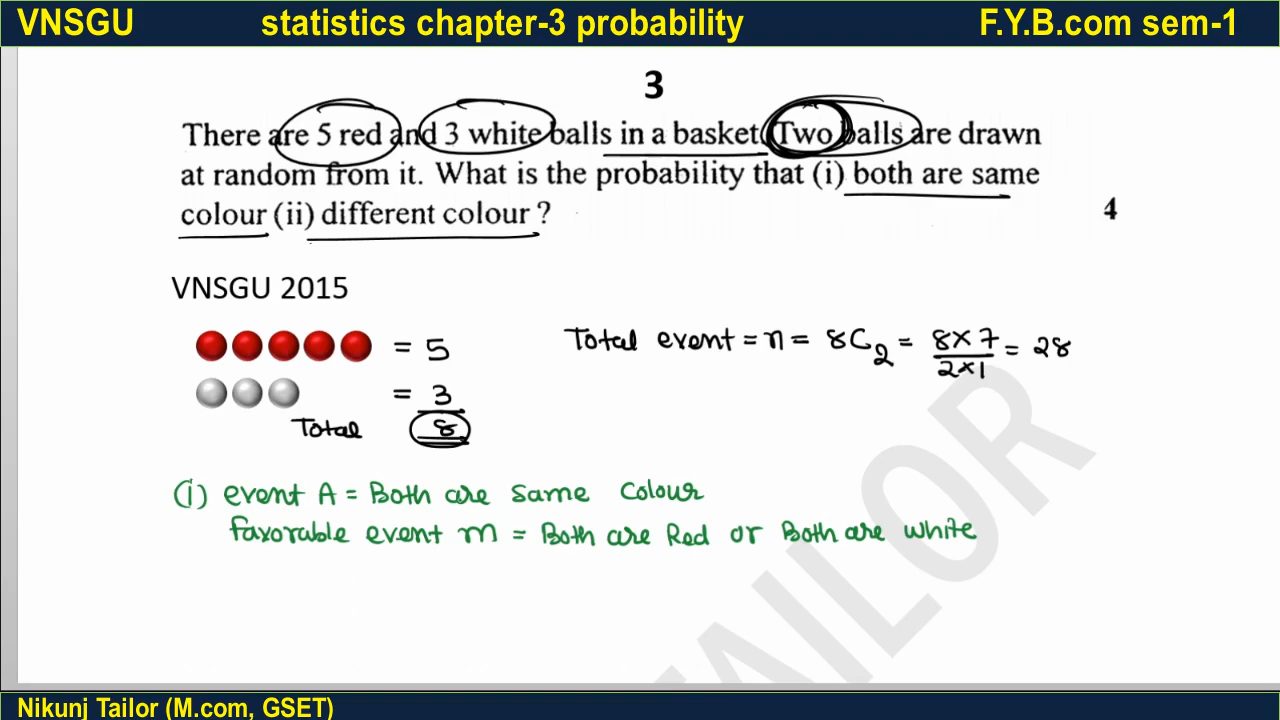 VNSGU statistics chapter-3 probability F.Y.B.com sem-1
3
There are 5 red and 3 white balls in a basket. Two balls are drawn
at random from it. What is the probability that (i) both are same
colour (ii) different colour ?
4
VNSGU 2015
= 5
Total event = n = 8C2 = 8×7/2×1 = 28
= 3
Total 8
(i) event A = Both are same colour
favorable event m = Both are Red or Both are white
TAILOR
Nikunj Tailor (M.com, GSET)